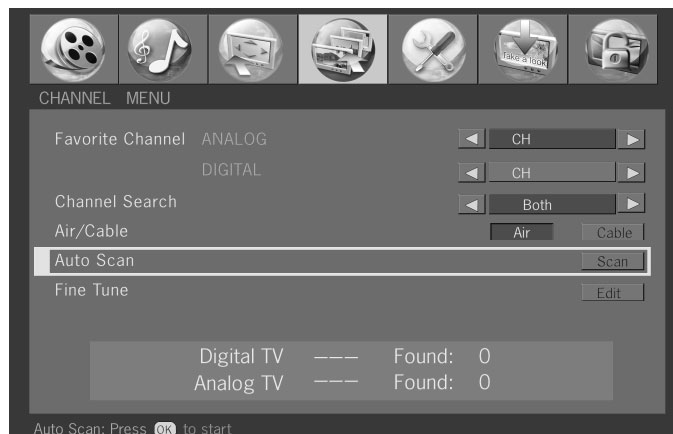 Take a look
CHANNEL MENU
Favorite Channel ANALOG CH
DIGITAL CH
Channel Search Both
Air/Cable Air Cable
Auto Scan Scan
Fine Tune Edit
Digital TV ––– Found: 0
Analog TV ––– Found: 0
Auto Scan: Press OK to start